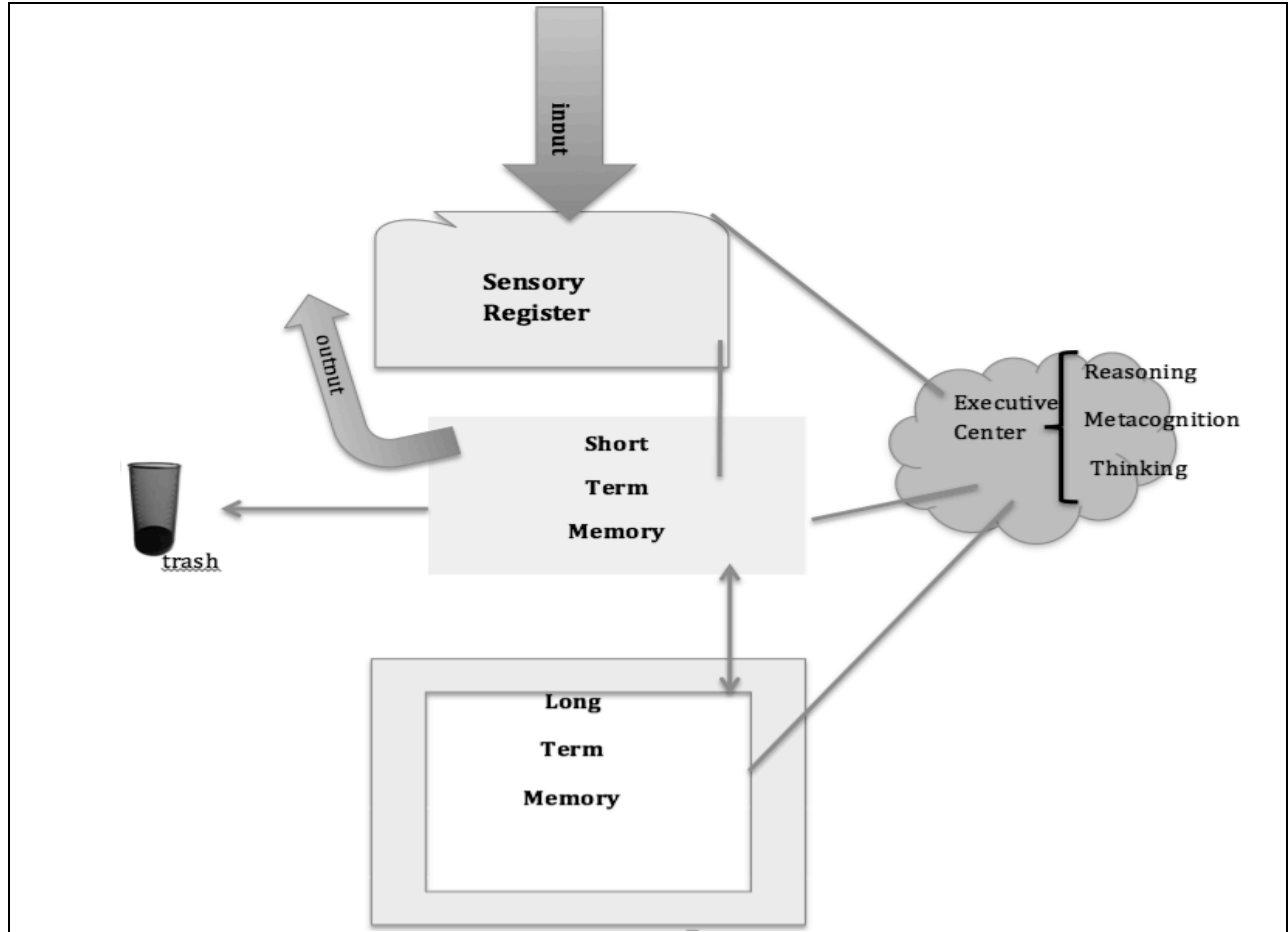 input
Sensory
Register
output
Short
Term
Memory
trash
Executive
Center
Reasoning
Metacognition
Thinking
Long
Term
Memory